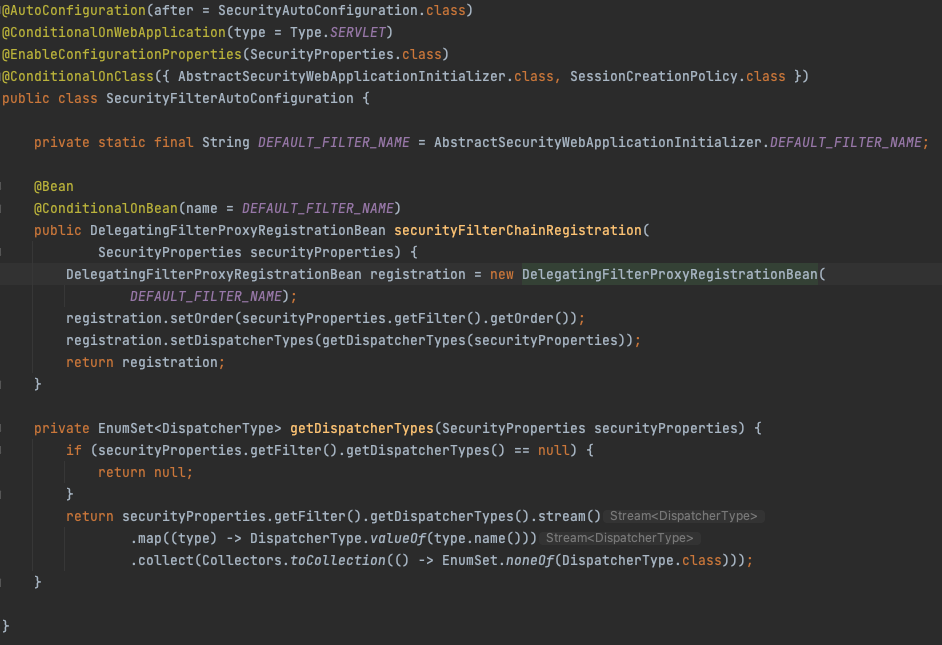 @AutoConfiguration(after = SecurityAutoConfiguration.class)
@ConditionalOnWebApplication(type = Type.SERVLET)
@EnableConfigurationProperties(SecurityProperties.class)
@ConditionalOnClass({ AbstractSecurityWebApplicationInitializer.class, SessionCreationPolicy.class })
public class SecurityFilterAutoConfiguration {
private static final String DEFAULT_FILTER_NAME = AbstractSecurityWebApplicationInitializer.DEFAULT_FILTER_NAME;
@Bean
@ConditionalOnBean(name = DEFAULT_FILTER_NAME)
public DelegatingFilterProxyRegistrationBean securityFilterChainRegistration(
SecurityProperties securityProperties) {
DelegatingFilterProxyRegistrationBean registration = new DelegatingFilterProxyRegistrationBean(
DEFAULT_FILTER_NAME);
registration.setOrder(securityProperties.getFilter().getOrder());
registration.setDispatcherTypes(getDispatcherTypes(securityProperties));
return registration;
}
private EnumSet<DispatcherType> getDispatcherTypes(SecurityProperties securityProperties) {
if (securityProperties.getFilter().getDispatcherTypes() == null) {
return null;
}
return securityProperties.getFilter().getDispatcherTypes().stream() Stream<DispatcherType>
.map((type) -> DispatcherType.valueOf(type.name())) Stream<DispatcherType>
.collect(Collectors.toCollection(() -> EnumSet.noneOf(DispatcherType.class)));
}
}